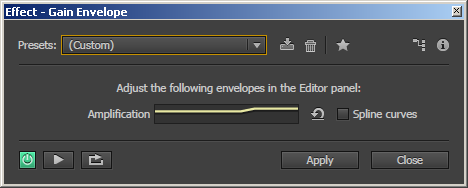 Effect - Gain Envelope
Presets: (Custom)
Adjust the following envelopes in the Editor panel:
Amplification Spline curves
Apply Close